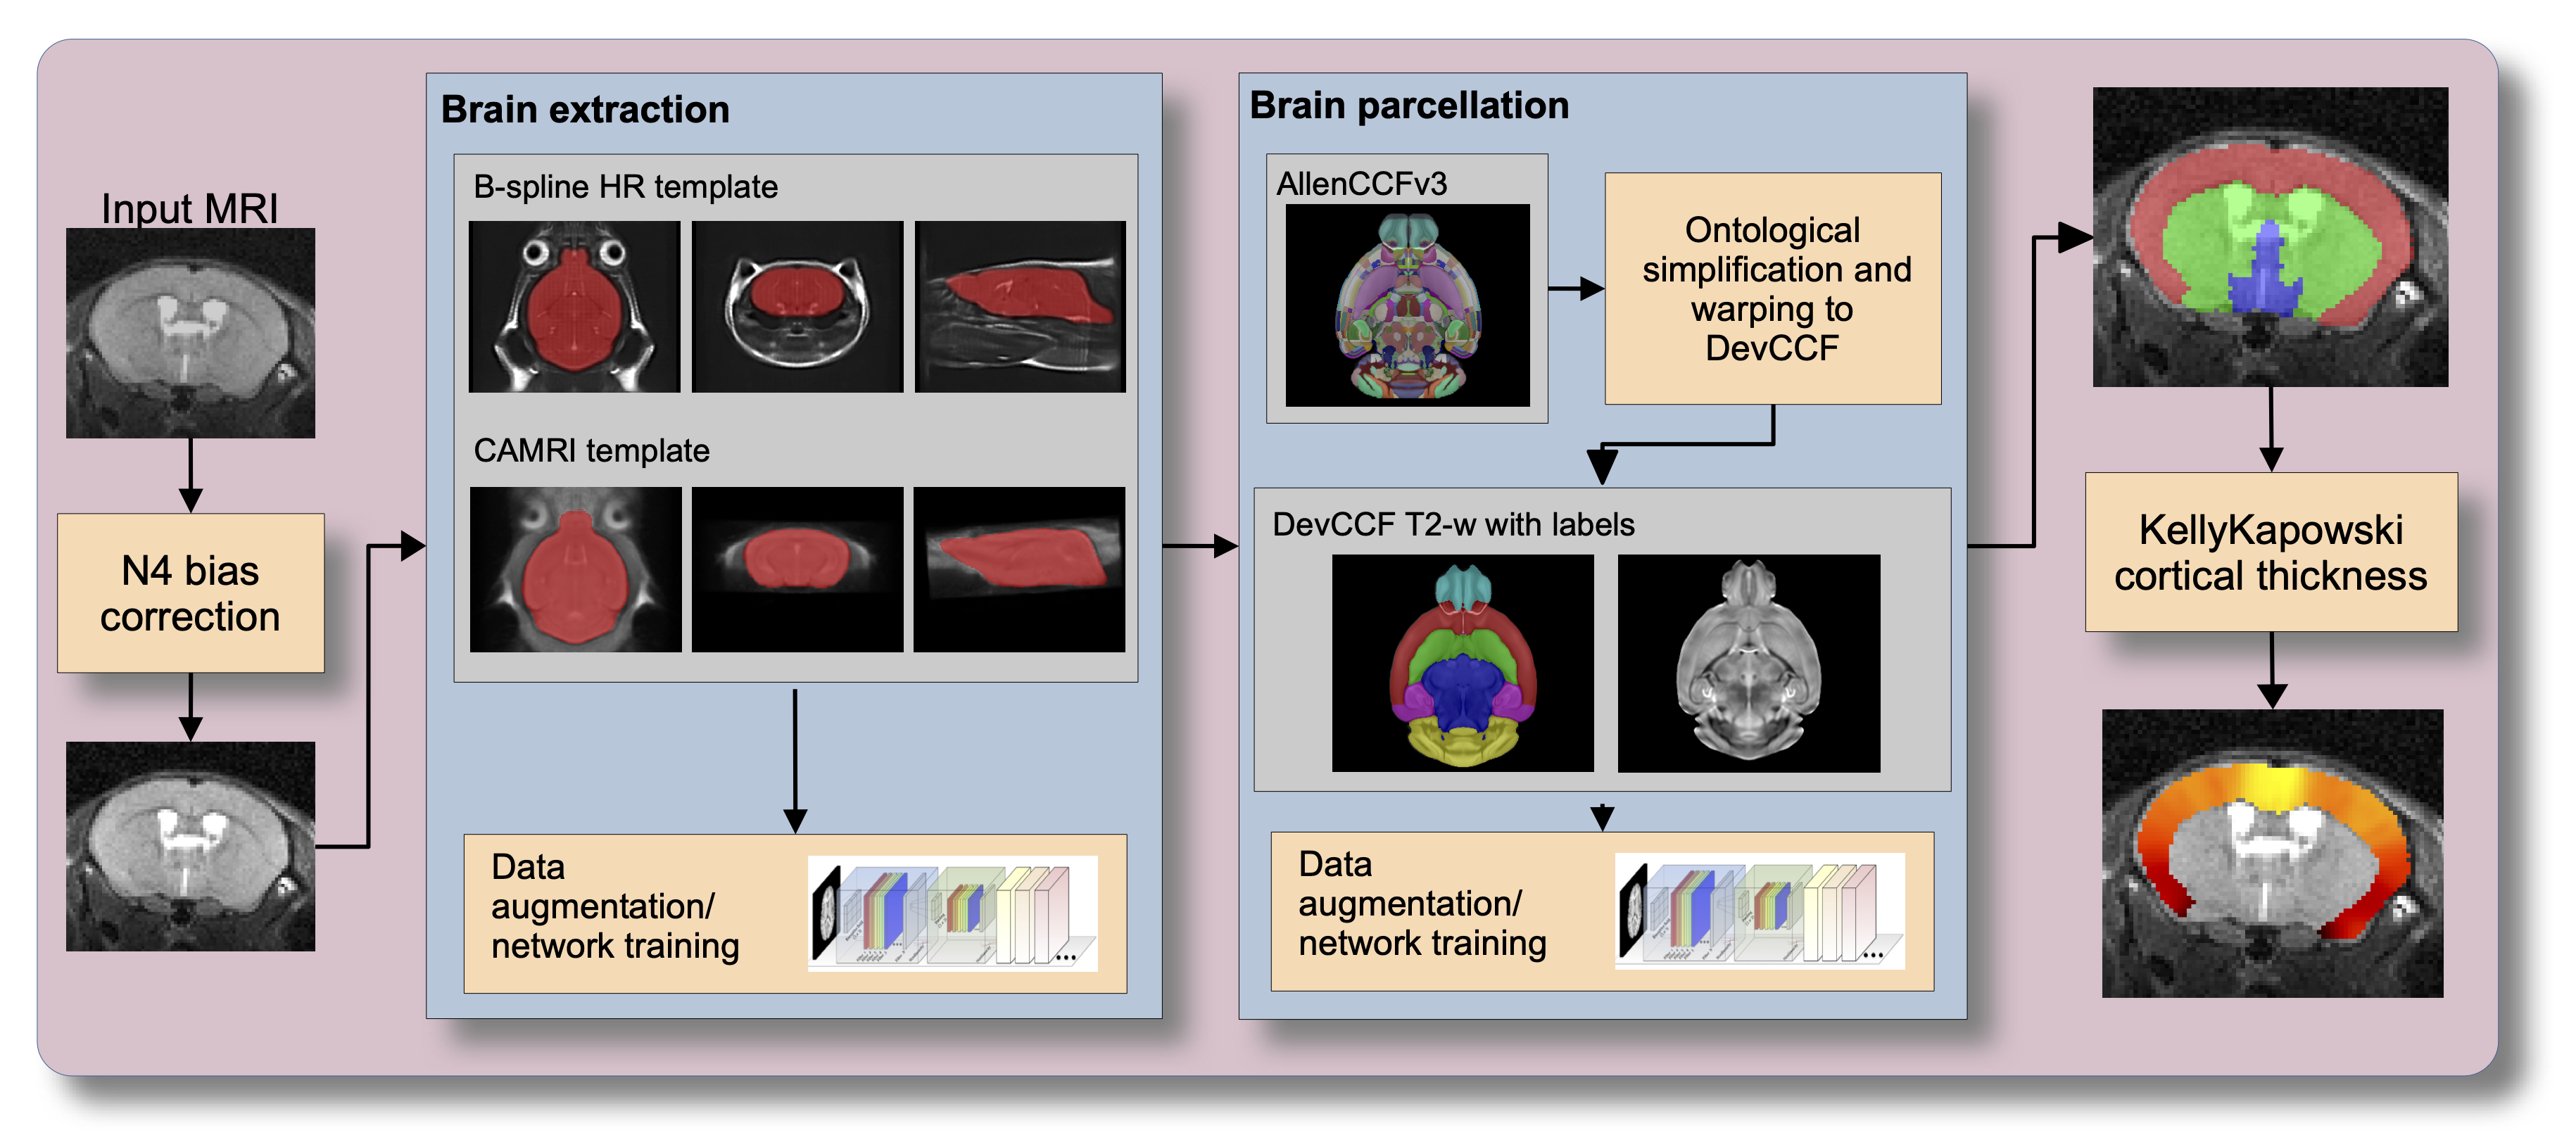 Input MRI
N4 bias
correction
Brain extraction
B-spline HR template
CAMRI template
Data
augmentation/
network training
...
Brain parcellation
AllenCCFv3
Ontological
simplification and
warping to
DevCCF
DevCCF T2-w with labels
Data
augmentation/
network training
...
KellyKapowski
cortical thickness